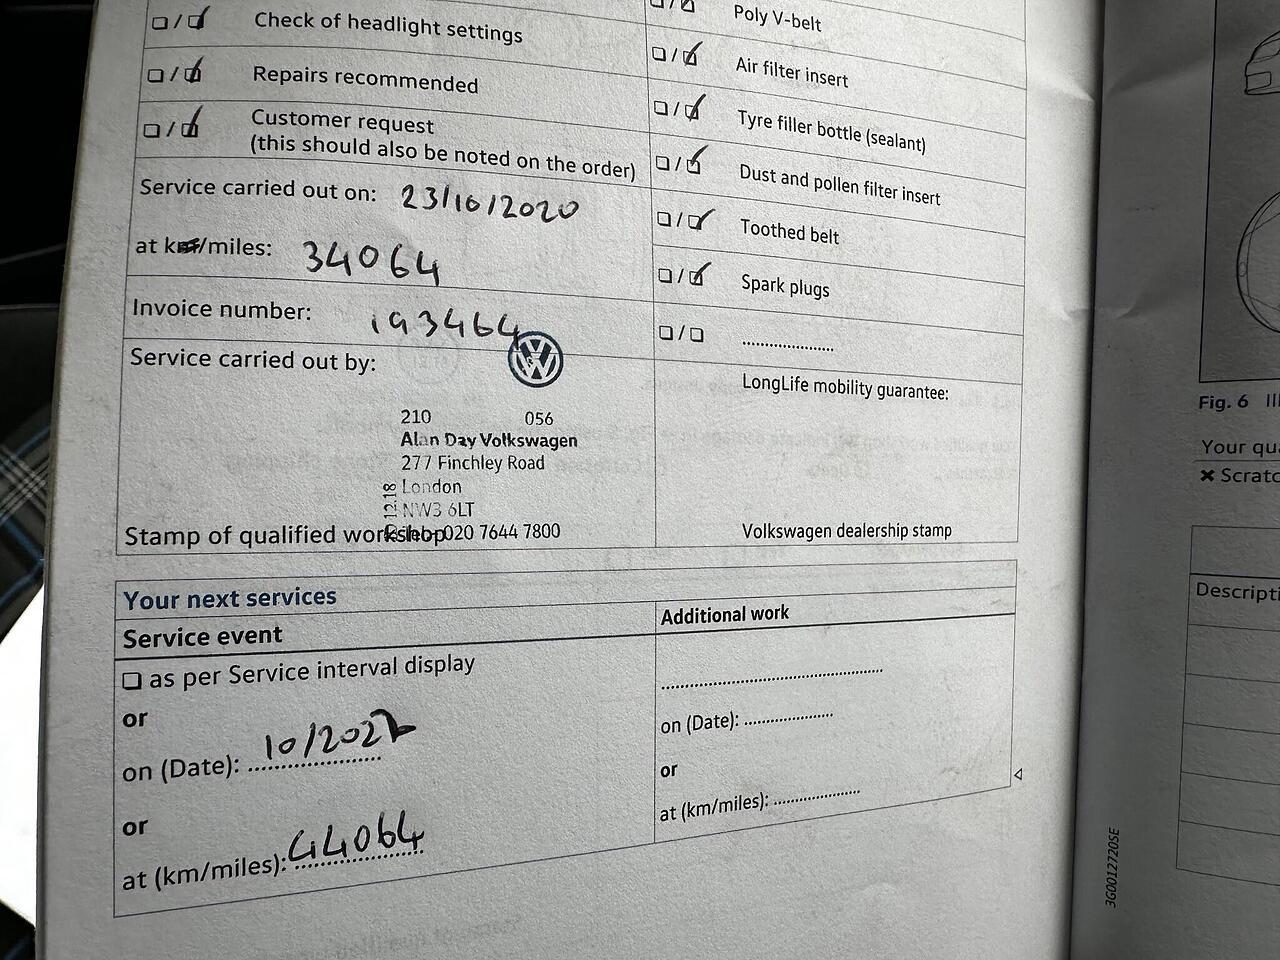 Check of headlight settings
Repairs recommended
Customer request
(this should also be noted on the order)
Service carried out on: 23/10/2020
at km/miles: 34064
Invoice number: 193464
Service carried out by:
210 056
Alan Day Volkswagen
277 Finchley Road
London
NW3 6LT
Stamp of qualified workshop 020 7644 7800
Poly V-belt
Air filter insert
Tyre filler bottle (sealant)
Dust and pollen filter insert
Toothed belt
Spark plugs
....................
LongLife mobility guarantee:
Volkswagen dealership stamp
Your next services
Service event
as per Service interval display
or
on (Date): 10/2022
or
at (km/miles): 44064
Additional work
on (Date): ....................
or
at (km/miles): ....................
3G0012720SE
Fig. 6
Your qu
Scratc
Descripti